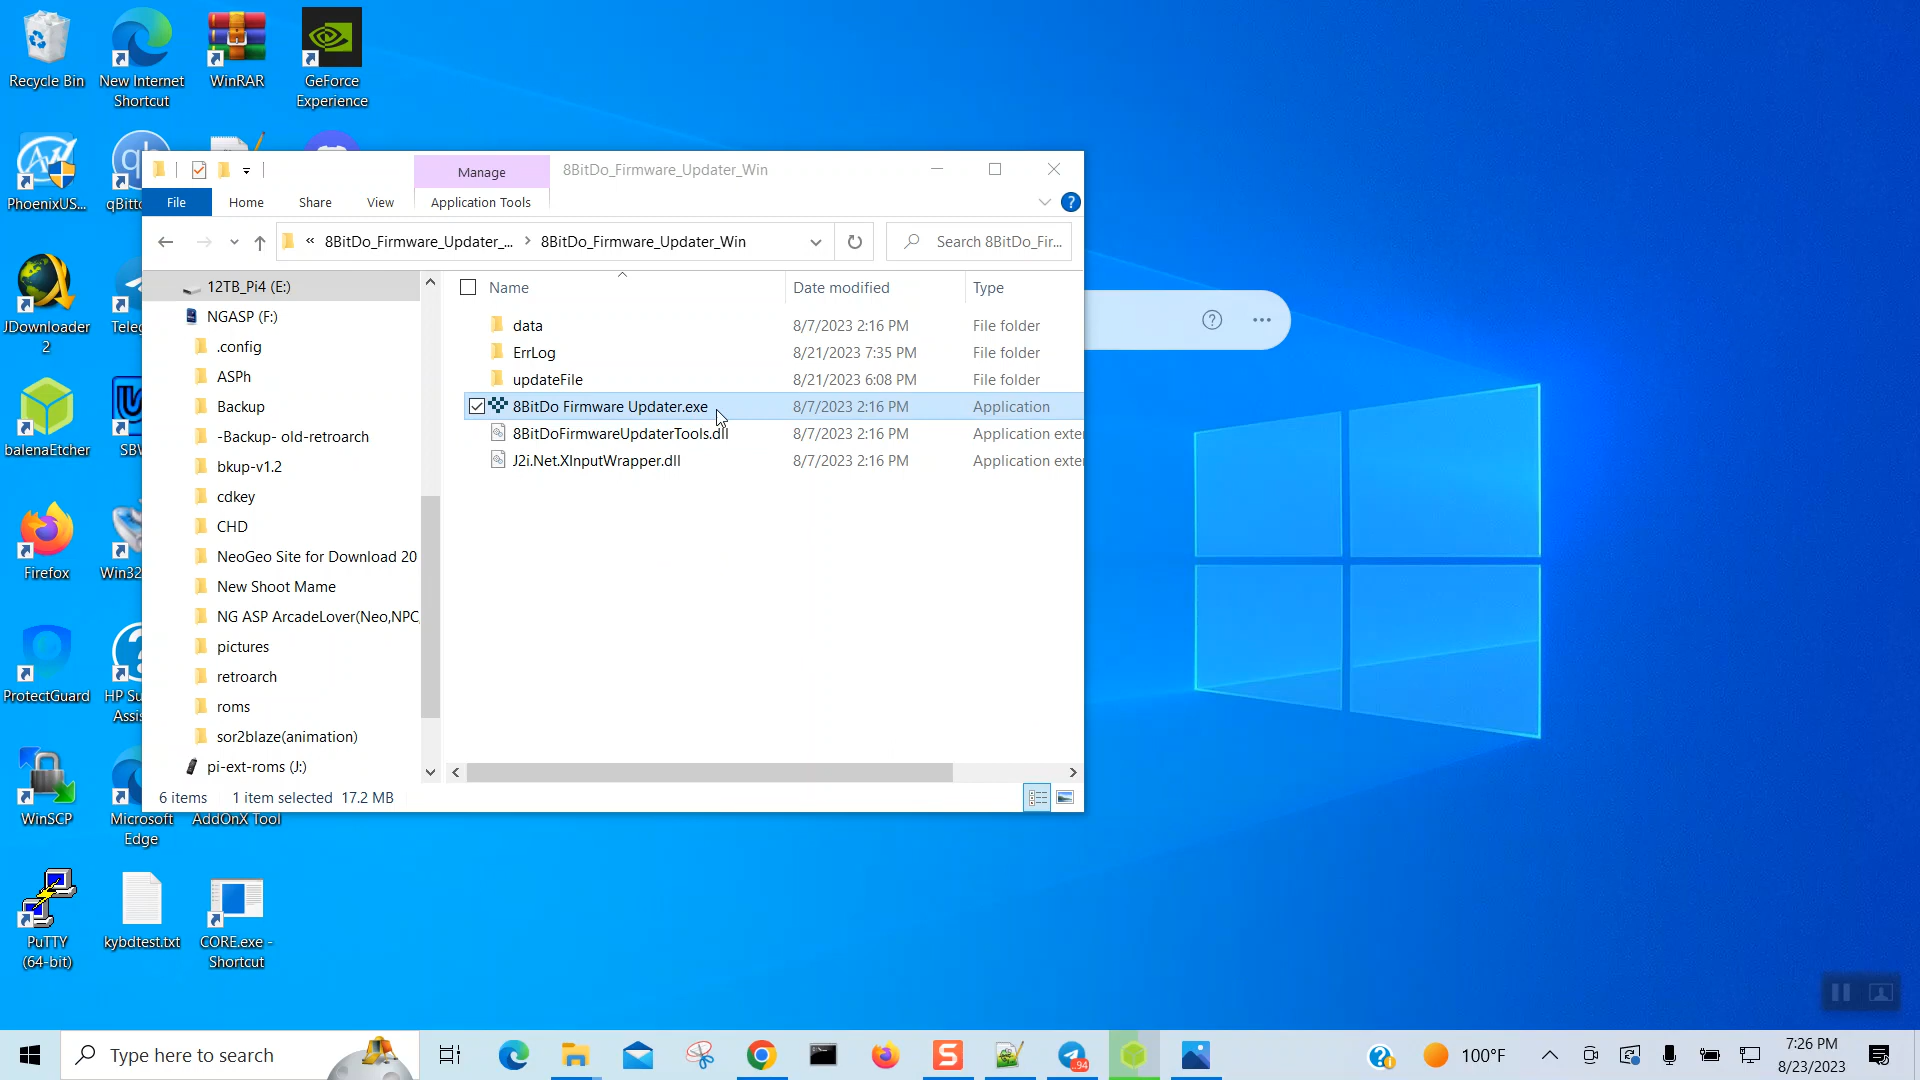 Recycle Bin
New Internet
Shortcut
WinRAR
GeForce
Experience
PhoenixUS...
JDownloader
2
balenaEtcher
Firefox
ProtectGuard
HP Su
Assis
WinSCP
Microsoft
Edge
AddOnX Tool
PuTTY
(64-bit)
kybdtest.txt
CORE.exe -
Shortcut
qBitto
Teleg
SBW
Win32
Manage
8BitDo_Firmware_Updater_Win
File
Home
Share
View
Application Tools
?
« 8BitDo_Firmware_Updater_... > 8BitDo_Firmware_Updater_Win
Search 8BitDo_Fir...
12TB_Pi4 (E:)
NGASP (F:)
.config
ASPh
Backup
-Backup- old-retroarch
bkup-v1.2
cdkey
CHD
NeoGeo Site for Download 20
New Shoot Mame
NG ASP ArcadeLover(Neo,NPC,
pictures
retroarch
roms
sor2blaze(animation)
pi-ext-roms (J:)
Name Date modified Type
data 8/7/2023 2:16 PM File folder
ErrLog 8/21/2023 7:35 PM File folder
updateFile 8/21/2023 6:08 PM File folder
8BitDo Firmware Updater.exe 8/7/2023 2:16 PM Application
8BitDoFirmwareUpdaterTools.dll 8/7/2023 2:16 PM Application exte
J2i.Net.XInputWrapper.dll 8/7/2023 2:16 PM Application exte
6 items 1 item selected 17.2 MB
? ...
Type here to search
94
100°F
7:26 PM
8/23/2023